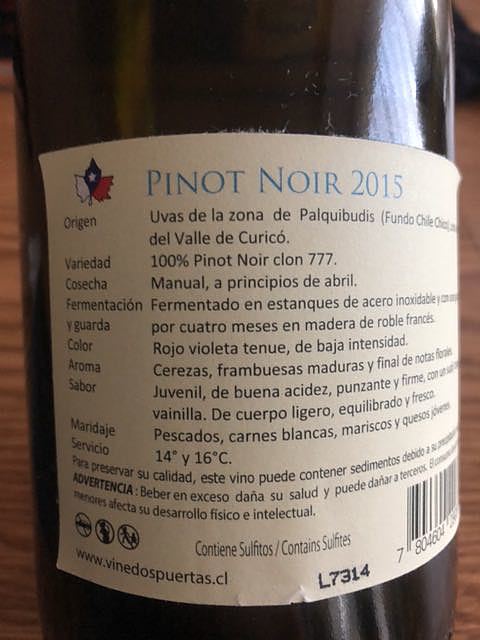 PINOT NOIR 2015
Origen Uvas de la zona de Palquibudis (Fundo Chile Chico),
del Valle de Curicó.
Variedad 100% Pinot Noir clon 777.
Cosecha Manual, a principios de abril.
Fermentación Fermentado en estanques de acero inoxidable y con
y guarda por cuatro meses en madera de roble francés.
Color Rojo violeta tenue, de baja intensidad.
Aroma Cerezas, frambuesas maduras y final de notas florales.
Sabor Juvenil, de buena acidez, punzante y firme, con un
vainilla. De cuerpo ligero, equilibrado y fresco.
Maridaje Pescados, carnes blancas, mariscos y quesos jóvenes.
Servicio 14° y 16°C.
Para preservar su calidad, este vino puede contener sedimentos debido a su
ADVERTENCIA: Beber en exceso daña su salud y puede dañar a terceros. El consumo
menores afecta su desarrollo físico e intelectual.
Contiene Sulfitos / Contains Sulfites
www.vinedospuertas.cl
L7314
7 804604